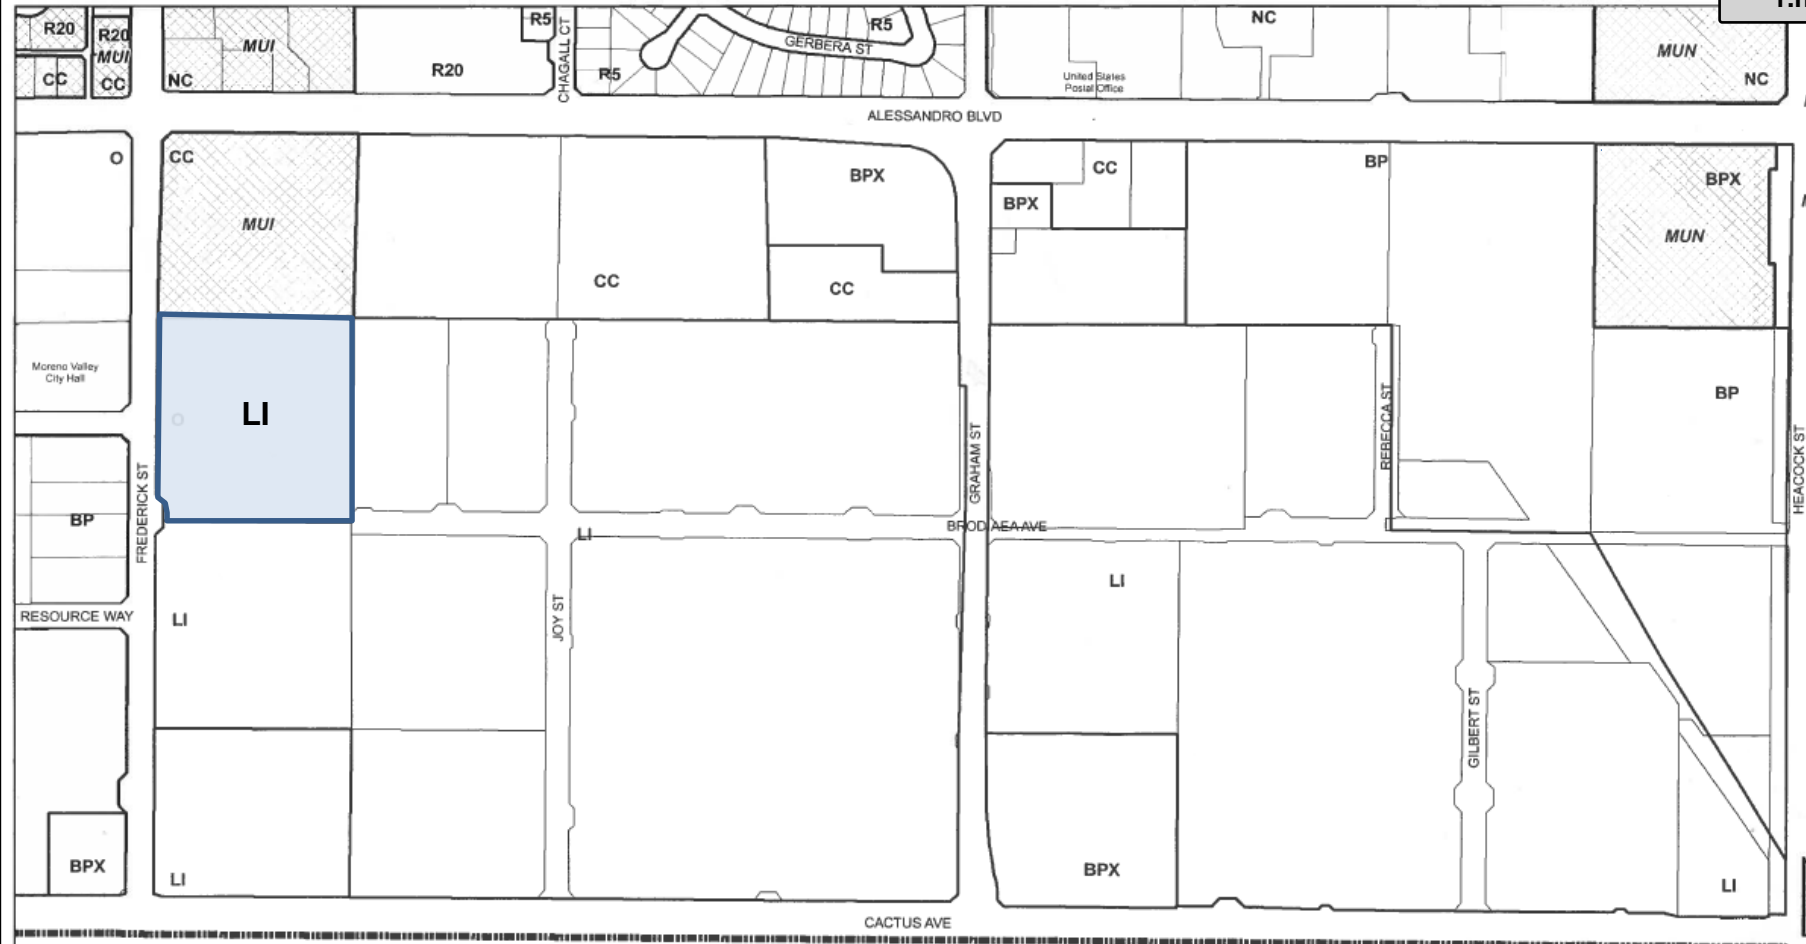 R20
R20
MUI
CC
CC
MUI
NC
R20
R5
CHAGALL CT
R5
GERBERA ST
R5
United States
Postal Office
NC
MUN
NC
ALESSANDRO BLVD
O
CC
MUI
CC
BPX
CC
CC
BPX
BP
BPX
MUN
Moreno Valley
City Hall
O
LI
BP
FREDERICK ST
GRAHAM ST
REBECCA ST
BP
HEACOCK ST
BRODIAEA AVE
LI
RESOURCE WAY
LI
JOY ST
LI
GILBERT ST
BPX
LI
BPX
LI
CACTUS AVE